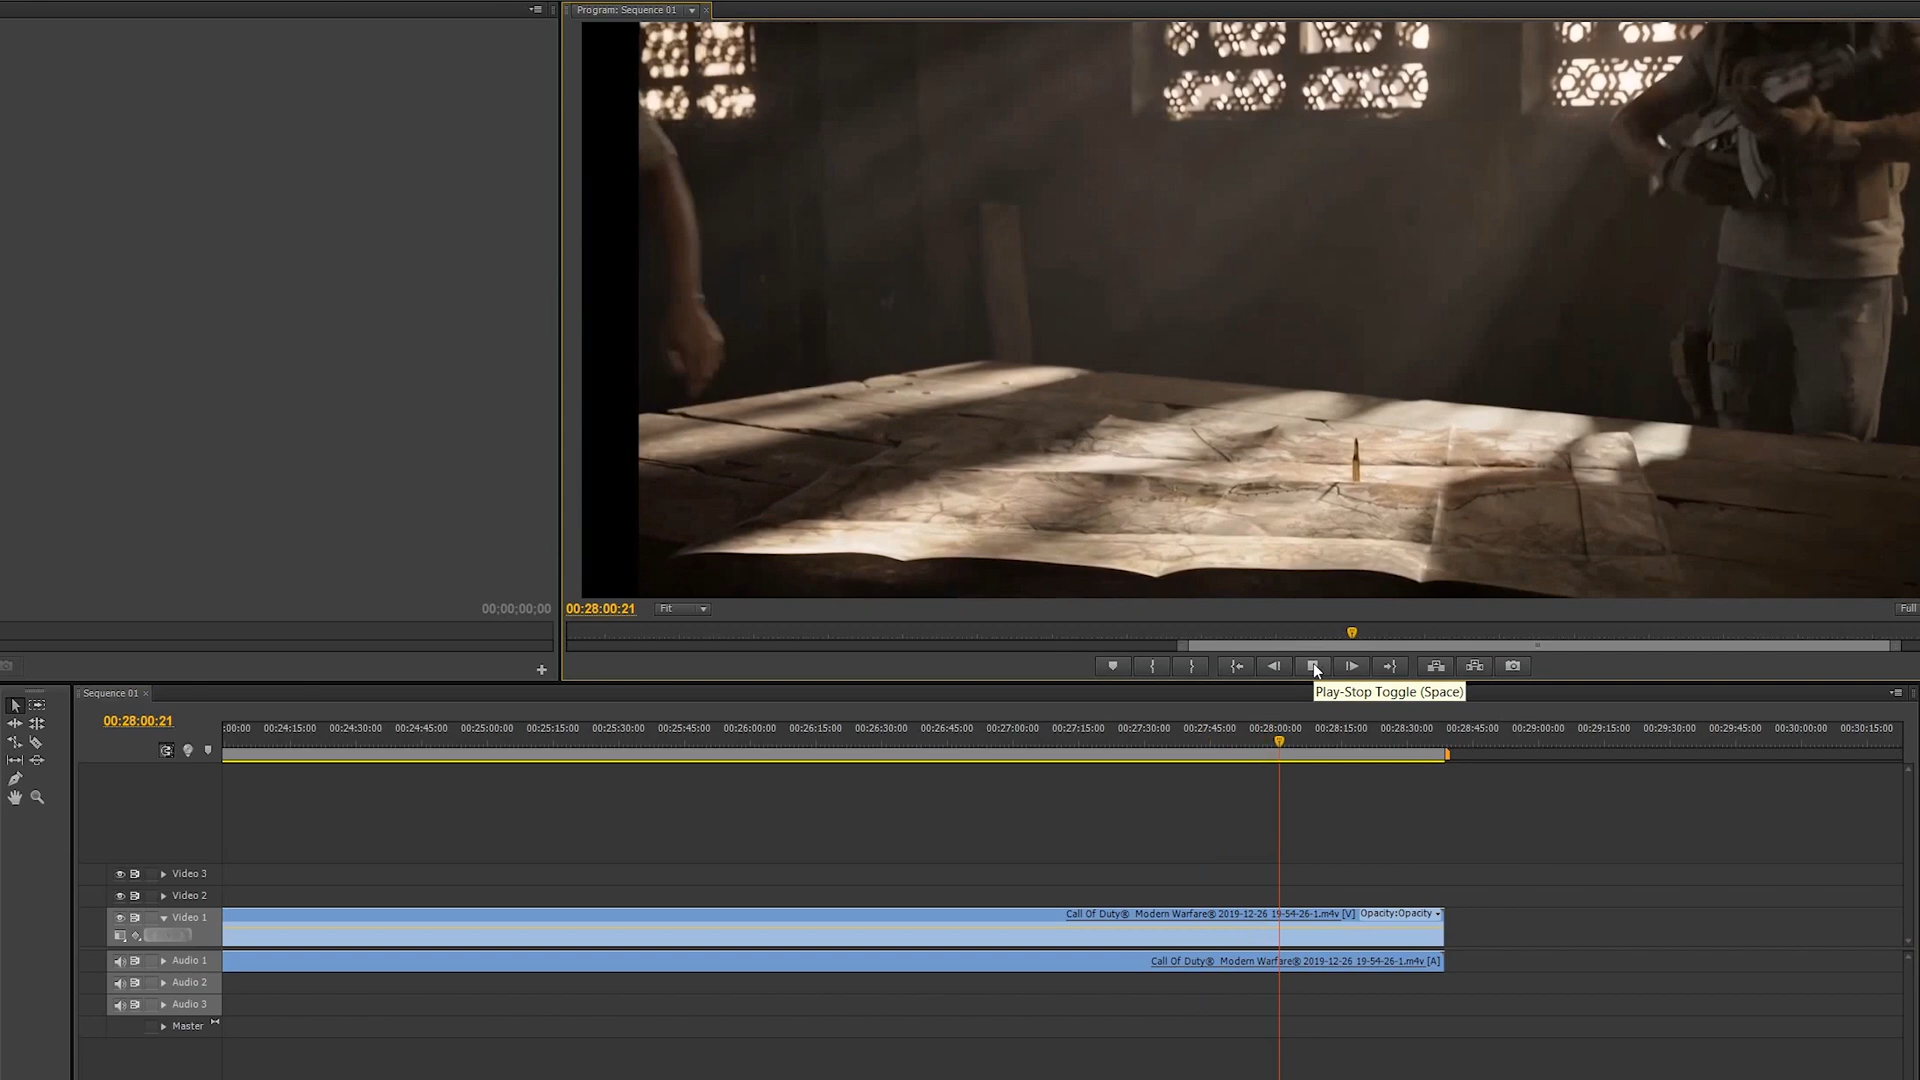 Program: Sequence 01
00;00;00;00
00:28:00:21
Fit
Full
Play-Stop Toggle (Space)
Sequence 01
00:28:00:21
:00:00 00:24:15:00 00:24:30:00 00:24:45:00 00:25:00:00 00:25:15:00 00:25:30:00 00:25:45:00 00:26:00:00 00:26:15:00 00:26:30:00 00:26:45:00 00:27:00:00 00:27:15:00 00:27:30:00 00:27:45:00 00:28:00:00 00:28:15:00 00:28:30:00 00:28:45:00 00:29:00:00 00:29:15:00 00:29:30:00 00:29:45:00 00:30:00:00 00:30:15:00
Video 3
Video 2
Video 1
Call Of Duty® Modern Warfare® 2019-12-26 19-54-26-1.m4v [V] Opacity:Opacity
Audio 1
Call Of Duty® Modern Warfare® 2019-12-26 19-54-26-1.m4v [A]
Audio 2
Audio 3
Master